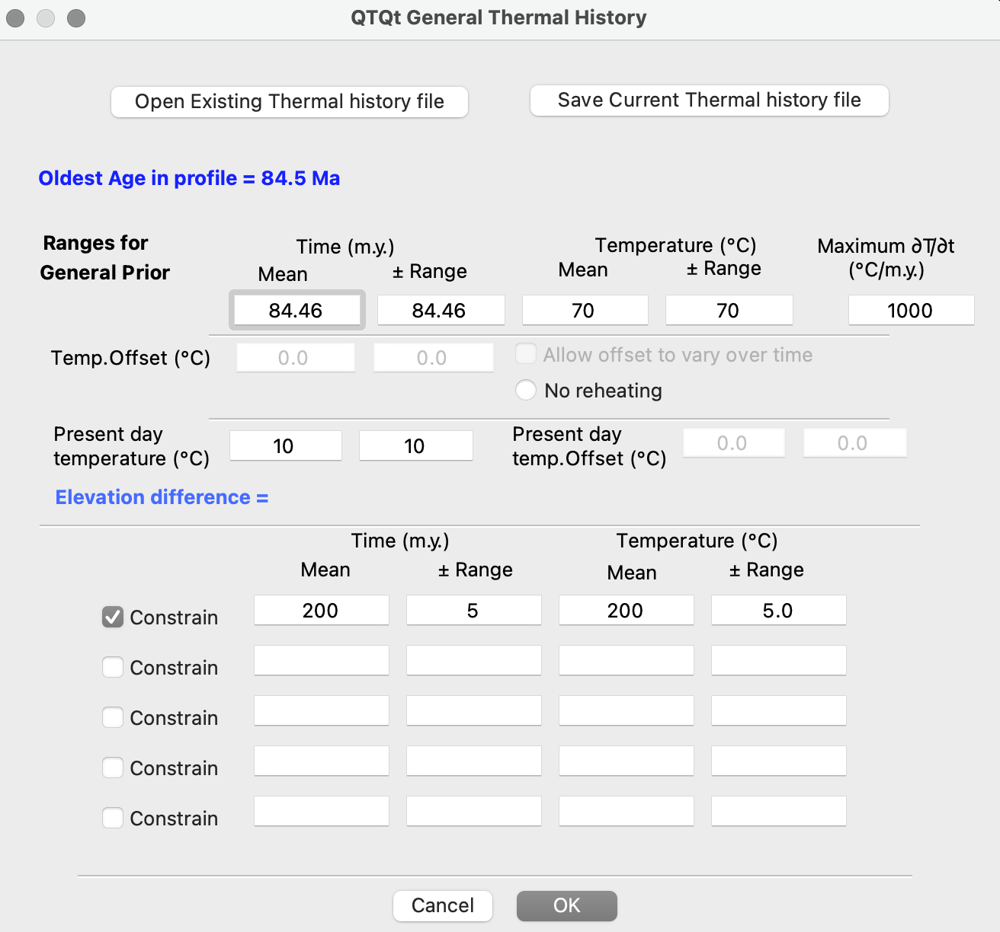 QTQt General Thermal History
Open Existing Thermal history file
Save Current Thermal history file
Oldest Age in profile = 84.5 Ma
Ranges for
General Prior
Time (m.y.)
Mean
± Range
Temperature (°C)
Mean
± Range
Maximum ∂T/∂t
(°C/m.y.)
84.46
84.46
70
70
1000
Temp.Offset (°C)
0.0
0.0
Allow offset to vary over time
No reheating
Present day
temperature (°C)
10
10
Present day
temp.Offset (°C)
0.0
0.0
Elevation difference =
Time (m.y.)
Temperature (°C)
Mean
± Range
Mean
± Range
Constrain
200
5
200
5.0
Constrain
Constrain
Constrain
Constrain
Cancel
OK